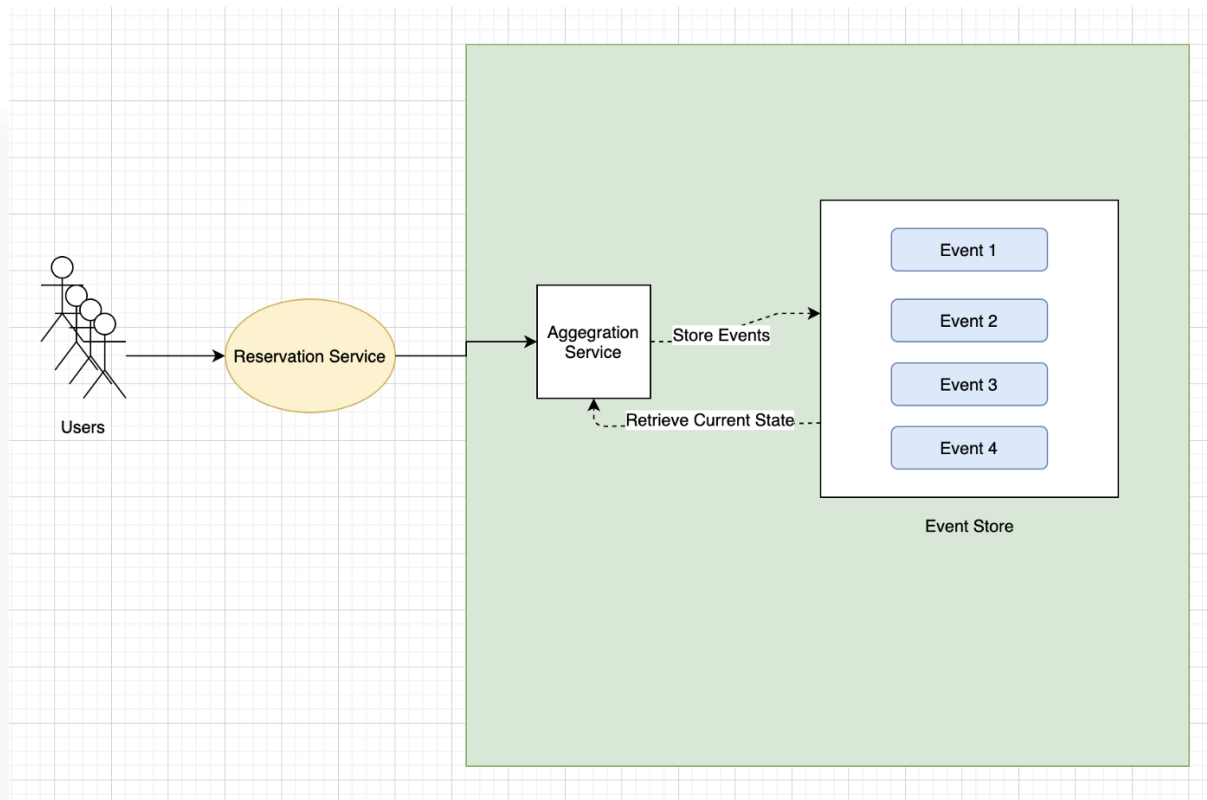 Users
Reservation Service
Aggegration
Service
Store Events
Retrieve Current State
Event 1
Event 2
Event 3
Event 4
Event Store